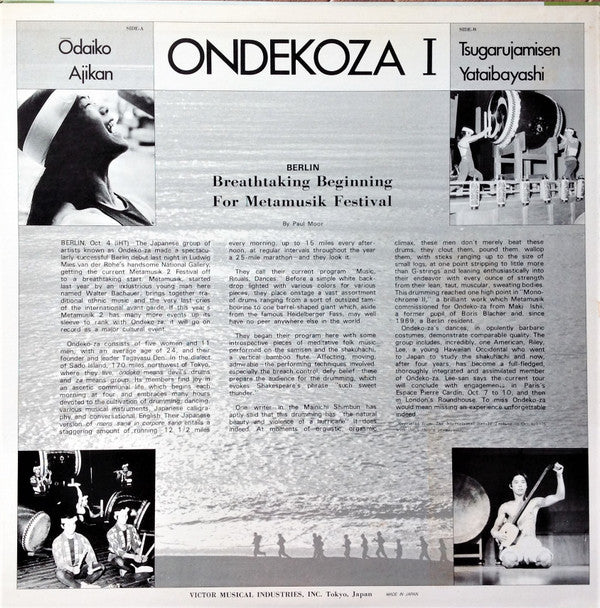 SIDE-A
Ōdaiko
Ajikan
ONDEKOZA I
SIDE-B
Tsugarujamisen
Yataibayashi
BERLIN
Breathtaking Beginning
For Metamusik Festival
By Paul Moor
BERLIN, Oct. 4 (IHT)-The Japanese group of
artists known as Ondeko-za made a spectacu-
larly successful Berlin debut last night in Ludwig
Mies van der Rohe's handsome National Gallery,
getting the current Metamusik 2 Festival off
to a breathtaking start. Metamusik, started
last year by an industrious young man here
named Walter Bachauer, brings together tra-
ditional ethnic music and the very last cries
of the international avant garde. If this year's
Metamusik 2 has many more events up its
sleeve to rank with Ondeko-za, it will go on
record as a major cultural event.
Ondeko-za consists of five women and 11
men, with an average age of 24, and their
founder and leader Tagayasu Den. In the dialect
of Sado Island, 170 miles northwest of Tokyo,
where they live, ondeko means devil's drums
and za means group. Its members find joy in
an ascetic communal life which begins each
morning at four and embraces many hours
devoted to the cultivation of drumming, dancing,
various musical instruments, Japanese calligra-
phy and conversational English. Their Japanese
version of mens sana in corpore sano entails a
staggering amount of running: 12 1/2 miles
every morning, up to 15 miles every after-
noon, at regular intervals throughout the year
a 25-mile marathon-and they look it.
They call their current program "Music,
Rituals, Dances." Before a simple white back-
drop lighted with various colors for various
pieces, they place onstage a vast assortment
of drums ranging from a sort of outsized tam-
bourine to one barrel-shaped giant which, aside
from the famous Heidelberger Fass, may well
have no peer anywhere else in the world.
They began their program here with some
introspective pieces of meditative folk music
performed on the samisen and the shakuhachi,
a vertical bamboo flute. Affecting, moving,
admirable-the performing techniques involved,
especially the breath control, defy belief-these
prepare the audience for the drumming, which
evokes Shakespeare's phrase "such sweet
thunder."
One writer in the Mainichi Shimbun has
aptly said that this drumming has "the natural
beauty and violence of a hurricane." It does
indeed. At moments of orgiastic orgasmic
climax, these men don't merely beat these
drums, they clout them, pound them, wallop
them, with sticks ranging up to the size of
small logs, at one point stripping to little more
than G-strings and leaning enthusiastically into
their endeavor with every ounce of strength
from their lean, taut, muscular, sweating bodies.
This drumming reached one high point in "Mono-
chrome II," a brilliant work which Metamusik
commissioned for Ondeko-za from Maki Ishii,
a former pupil of Boris Blacher and, since
1969, a Berlin resident.
Ondeko-za's dances, in opulently barbaric
costumes, demonstrate comparable quality. The
group includes, incredibly, one American, Riley
Lee, a young Hawaiian Occidental who went
to Japan to study the shakuhachi and now,
after four years, has become a full-fledged,
thoroughly integrated and assimilated member
of Ondeko-za. Lee-san says the current tour
will conclude with engagements in Paris's
Espace Pierre Cardin, Oct. 7 to 10, and then
in London's Roundhouse. To miss Ondeko-za
would mean missing an experience unforgettable
indeed.
VICTOR MUSICAL INDUSTRIES, INC. Tokyo, Japan MADE IN JAPAN